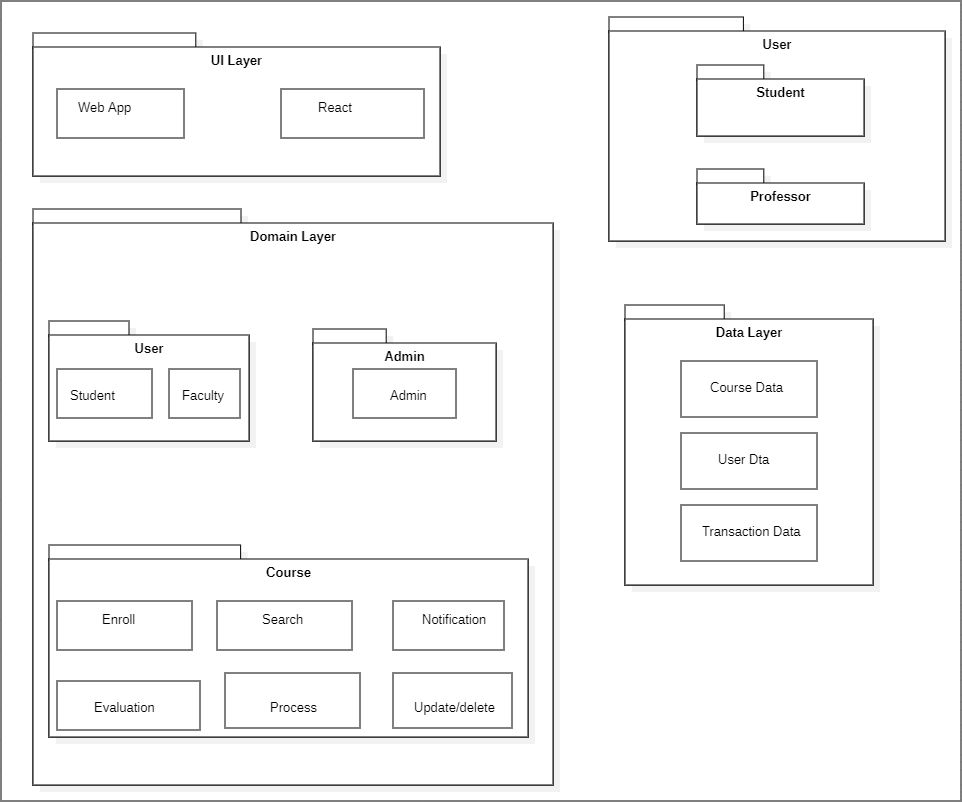 UI Layer
Web App
React
User
Student
Professor
Domain Layer
User
Student
Faculty
Admin
Admin
Data Layer
Course Data
User Dta
Transaction Data
Course
Enroll
Search
Notification
Evaluation
Process
Update/delete